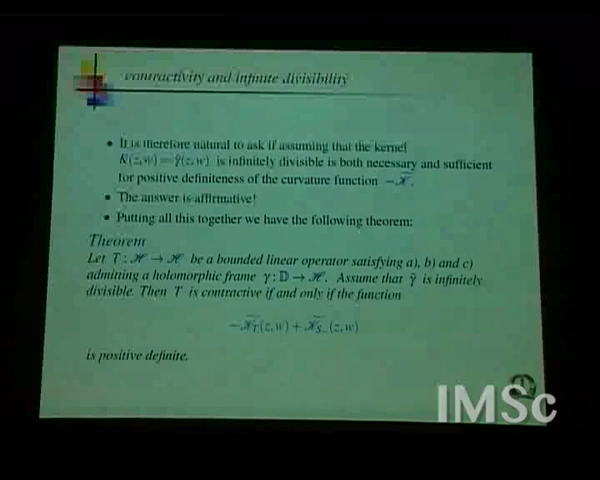 contractivity and infinite divisibility
• It is therefore natural to ask if assuming that the kernel
K(z,w) = γ̃(z,w) is infinitely divisible is both necessary and sufficient
for positive definiteness of the curvature function −𝒦̃.
• The answer is affirmative!
• Putting all this together we have the following theorem:
Theorem
Let T : ℋ → ℋ be a bounded linear operator satisfying a), b) and c)
admitting a holomorphic frame γ : 𝔻 → ℋ. Assume that γ̃ is infinitely
divisible. Then T is contractive if and only if the function
−𝒦̃_T(z,w) + 𝒦̃_S₋(z,w)
is positive definite.
IMSc